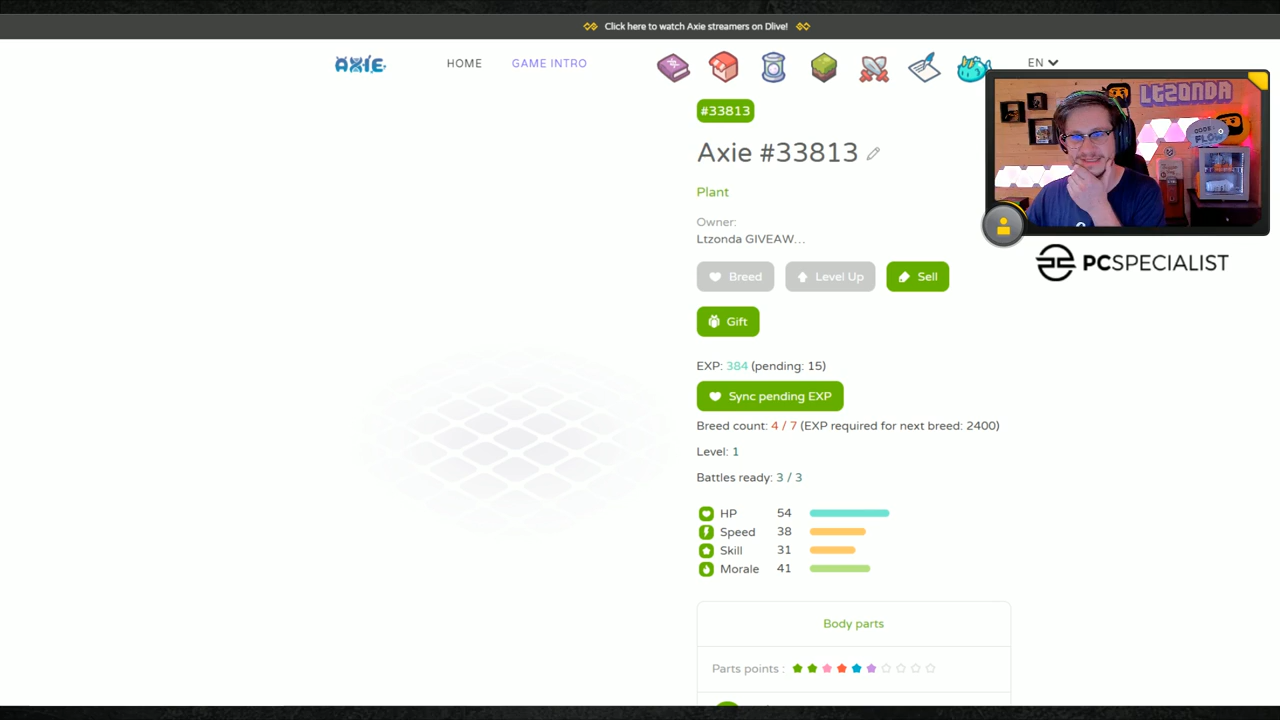 Click here to watch Axie streamers on Dlive!
AXIE
HOME
GAME INTRO
EN
#33813
Axie #33813
Plant
Owner:
Ltzonda GIVEAW...
Breed
Level Up
Sell
Gift
EXP: 384 (pending: 15)
Sync pending EXP
Breed count: 4 / 7 (EXP required for next breed: 2400)
Level: 1
Battles ready: 3 / 3
HP 54
Speed 38
Skill 31
Morale 41
Body parts
Parts points :
LTZONDA
PCSPECIALIST